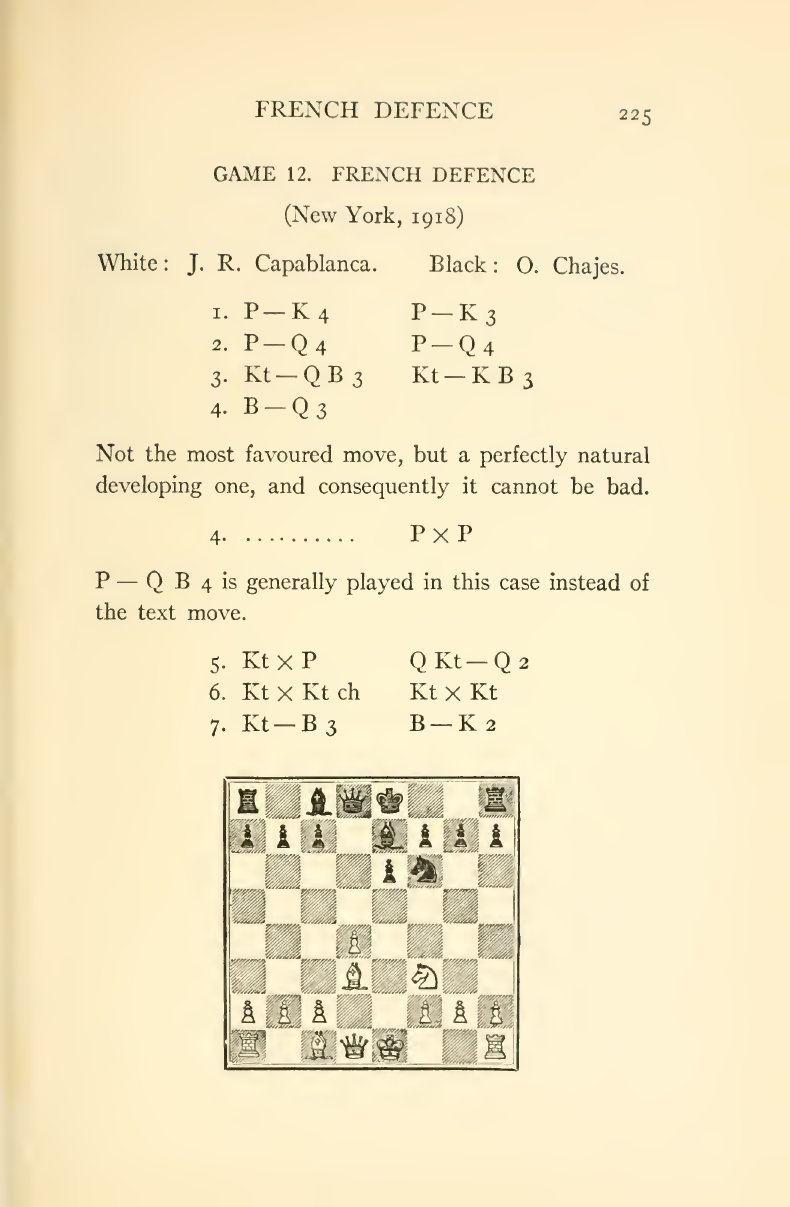 FRENCH DEFENCE 225
GAME 12. FRENCH DEFENCE
(New York, 1918)
White: J. R. Capablanca. Black: O. Chajes.
1. P—K 4 P—K 3
2. P—Q 4 P—Q 4
3. Kt—Q B 3 Kt—K B 3
4. B—Q 3
Not the most favoured move, but a perfectly natural
developing one, and consequently it cannot be bad.
4. .......... P × P
P — Q B 4 is generally played in this case instead of
the text move.
5. Kt × P Q Kt—Q 2
6. Kt × Kt ch Kt × Kt
7. Kt—B 3 B—K 2